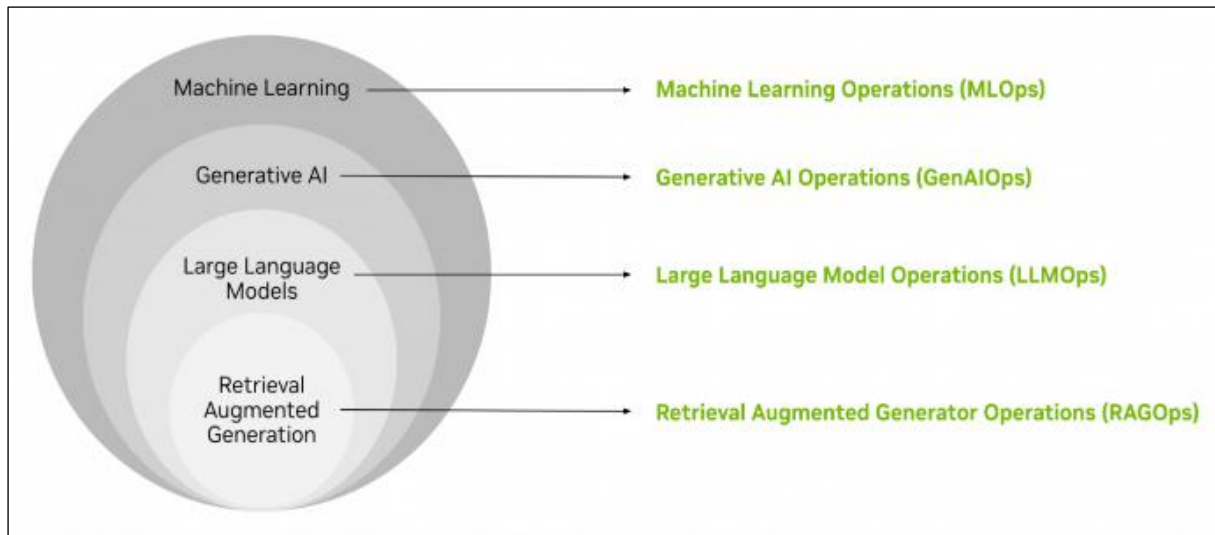 Machine Learning
Machine Learning Operations (MLOps)
Generative AI
Generative AI Operations (GenAIOps)
Large Language
Models
Large Language Model Operations (LLMOps)
Retrieval
Augmented
Generation
Retrieval Augmented Generator Operations (RAGOps)